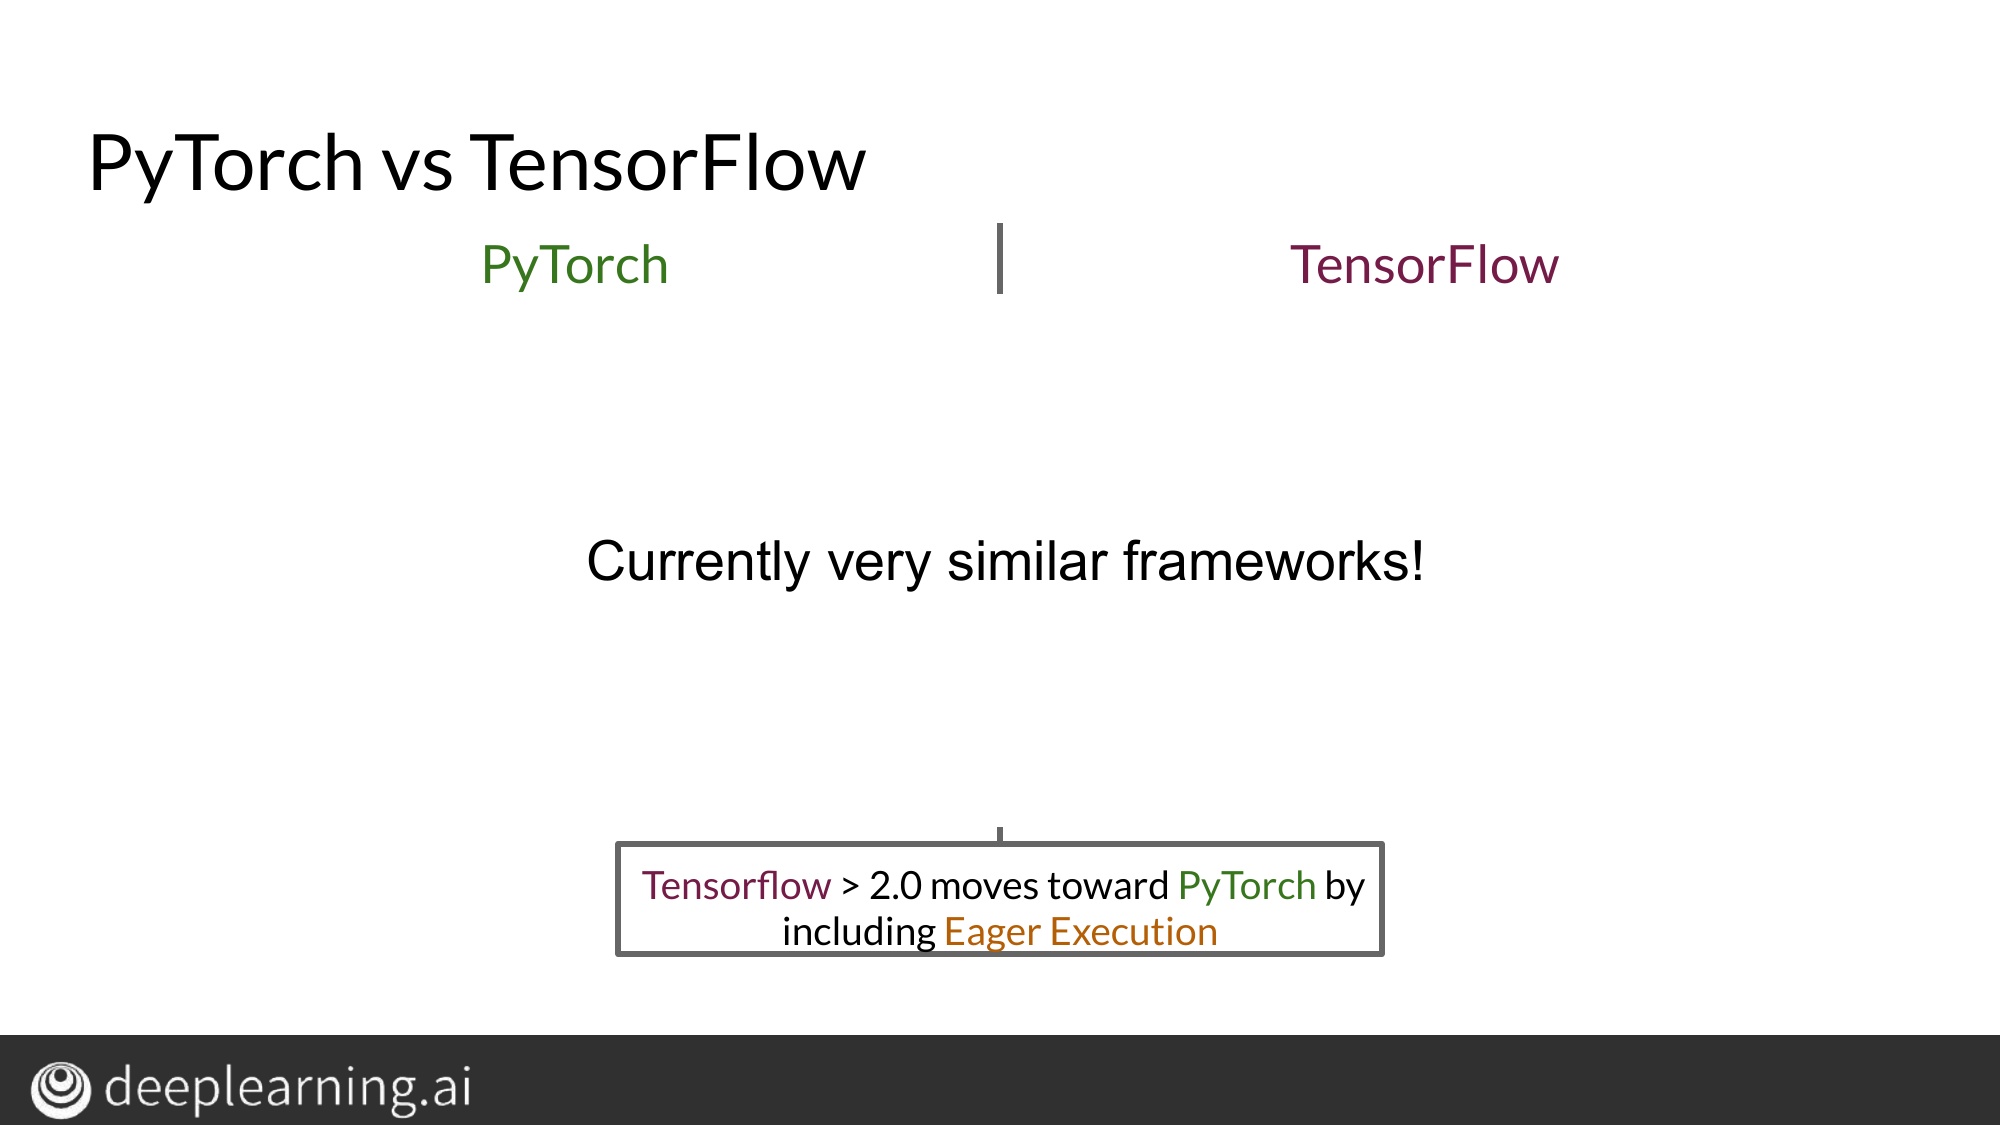 PyTorch vs TensorFlow
PyTorch
TensorFlow
Currently very similar frameworks!
Tensorflow > 2.0 moves toward PyTorch by
including Eager Execution
deeplearning.ai